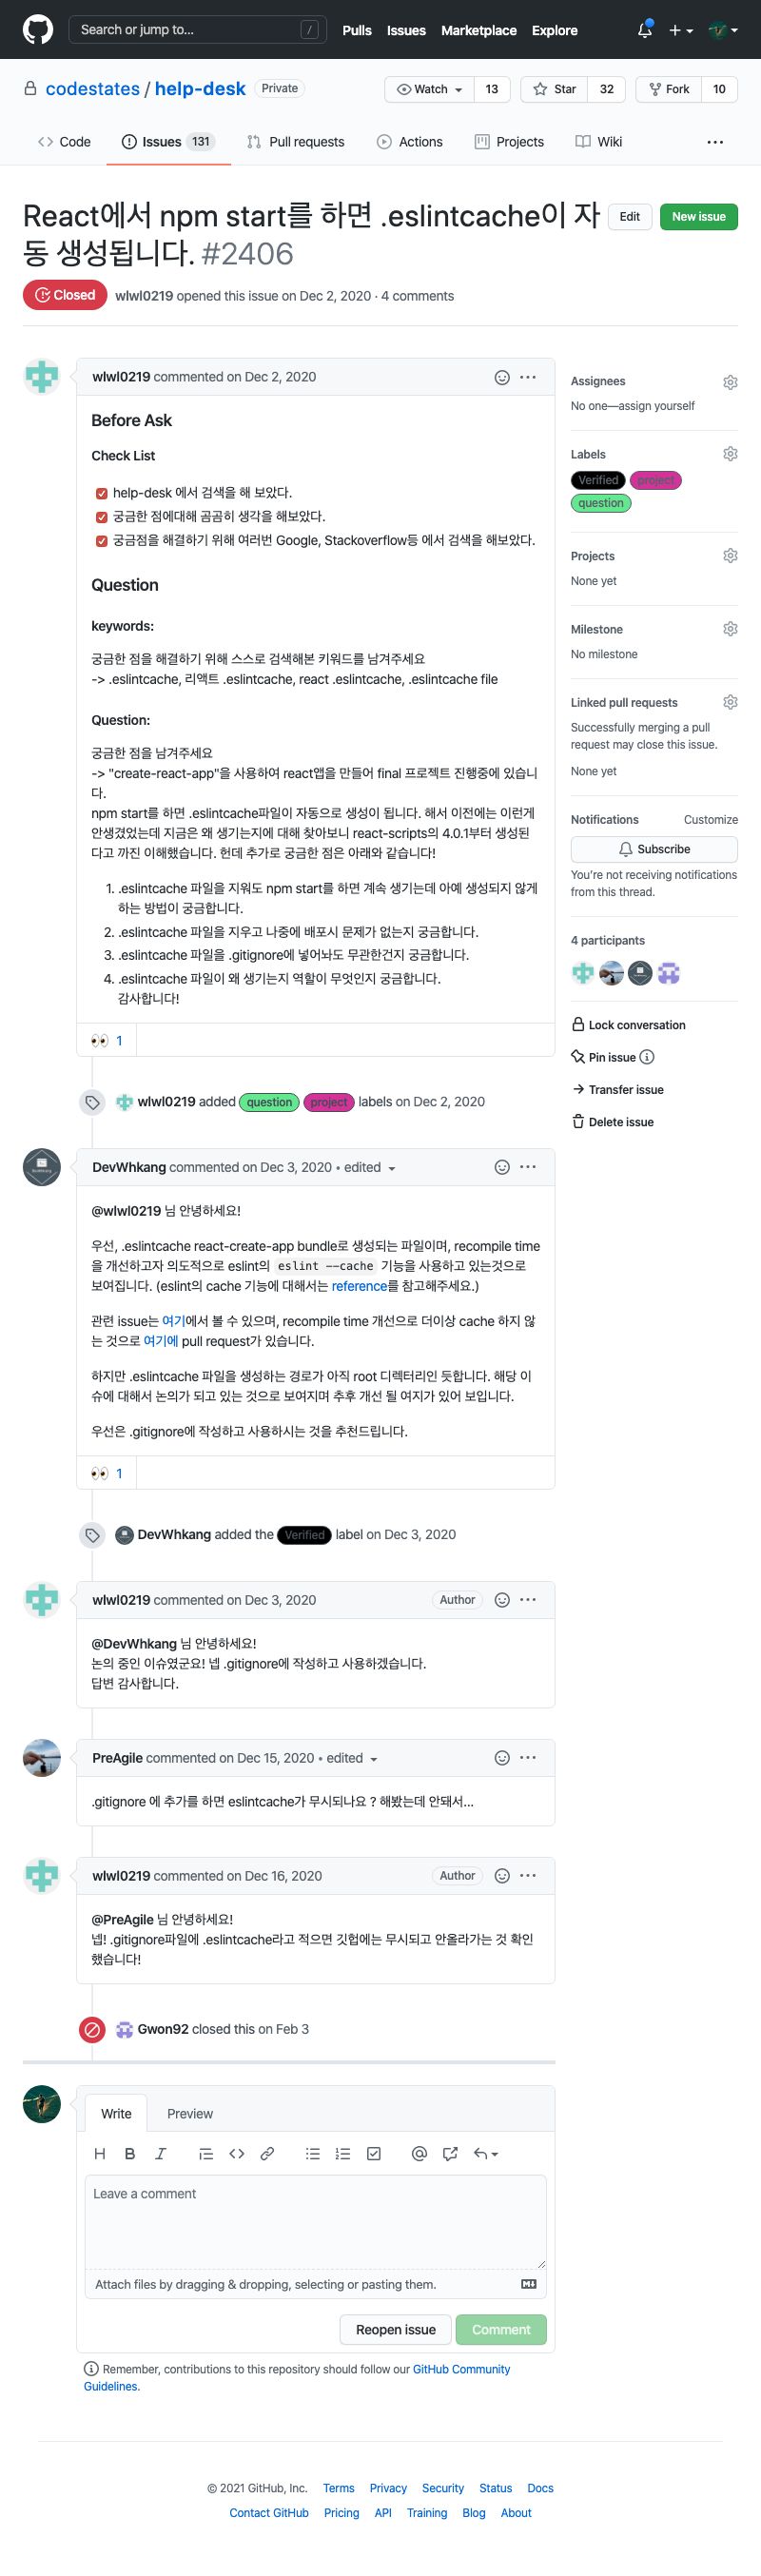 Search or jump to... /
Pulls Issues Marketplace Explore
codestates / help-desk Private
Watch 13 Star 32 Fork 10
Code Issues 131 Pull requests Actions Projects Wiki
React에서 npm start를 하면 .eslintcache이 자
동 생성됩니다. #2406
Edit New issue
Closed wlwl0219 opened this issue on Dec 2, 2020 · 4 comments
wlwl0219 commented on Dec 2, 2020
Before Ask
Check List
help-desk 에서 검색을 해 보았다.
궁금한 점에대해 곰곰히 생각을 해보았다.
궁금점을 해결하기 위해 여러번 Google, Stackoverflow등 에서 검색을 해보았다.
Question
keywords:
궁금한 점을 해결하기 위해 스스로 검색해본 키워드를 남겨주세요
-> .eslintcache, 리액트 .eslintcache, react .eslintcache, .eslintcache file
Question:
궁금한 점을 남겨주세요
-> "create-react-app"을 사용하여 react앱을 만들어 final 프로젝트 진행중에 있습니
다.
npm start를 하면 .eslintcache파일이 자동으로 생성이 됩니다. 해서 이전에는 이런게
안생겼었는데 지금은 왜 생기는지에 대해 찾아보니 react-scripts의 4.0.1부터 생성된
다고 까진 이해했습니다. 헌데 추가로 궁금한 점은 아래와 같습니다!
1. .eslintcache 파일을 지워도 npm start를 하면 계속 생기는데 아예 생성되지 않게
하는 방법이 궁금합니다.
2. .eslintcache 파일을 지우고 나중에 배포시 문제가 없는지 궁금합니다.
3. .eslintcache 파일을 .gitignore에 넣어놔도 무관한건지 궁금합니다.
4. .eslintcache 파일이 왜 생기는지 역할이 무엇인지 궁금합니다.
감사합니다!
1
wlwl0219 added question project labels on Dec 2, 2020
DevWhkang commented on Dec 3, 2020 • edited
@wlwl0219 님 안녕하세요!
우선, .eslintcache react-create-app bundle로 생성되는 파일이며, recompile time
을 개선하고자 의도적으로 eslint의 eslint --cache 기능을 사용하고 있는것으로
보여집니다. (eslint의 cache 기능에 대해서는 reference를 참고해주세요.)
관련 issue는 여기에서 볼 수 있으며, recompile time 개선으로 더이상 cache 하지 않
는 것으로 여기에 pull request가 있습니다.
하지만 .eslintcache 파일을 생성하는 경로가 아직 root 디렉터리인 듯합니다. 해당 이
슈에 대해서 논의가 되고 있는 것으로 보여지며 추후 개선 될 여지가 있어 보입니다.
우선은 .gitignore에 작성하고 사용하시는 것을 추천드립니다.
1
DevWhkang added the Verified label on Dec 3, 2020
wlwl0219 commented on Dec 3, 2020 Author
@DevWhkang 님 안녕하세요!
논의 중인 이슈였군요! 넵 .gitignore에 작성하고 사용하겠습니다.
답변 감사합니다.
PreAgile commented on Dec 15, 2020 • edited
.gitignore 에 추가를 하면 eslintcache가 무시되나요 ? 해봤는데 안돼서...
wlwl0219 commented on Dec 16, 2020 Author
@PreAgile 님 안녕하세요!
넵! .gitignore파일에 .eslintcache라고 적으면 깃헙에는 무시되고 안올라가는 것 확인
했습니다!
Gwon92 closed this on Feb 3
Write Preview
Leave a comment
Attach files by dragging & dropping, selecting or pasting them.
Reopen issue Comment
Remember, contributions to this repository should follow our GitHub Community
Guidelines.
Assignees
No one—assign yourself
Labels
Verified project
question
Projects
None yet
Milestone
No milestone
Linked pull requests
Successfully merging a pull
request may close this issue.
None yet
Notifications Customize
Subscribe
You're not receiving notifications
from this thread.
4 participants
Lock conversation
Pin issue
Transfer issue
Delete issue
© 2021 GitHub, Inc. Terms Privacy Security Status Docs
Contact GitHub Pricing API Training Blog About